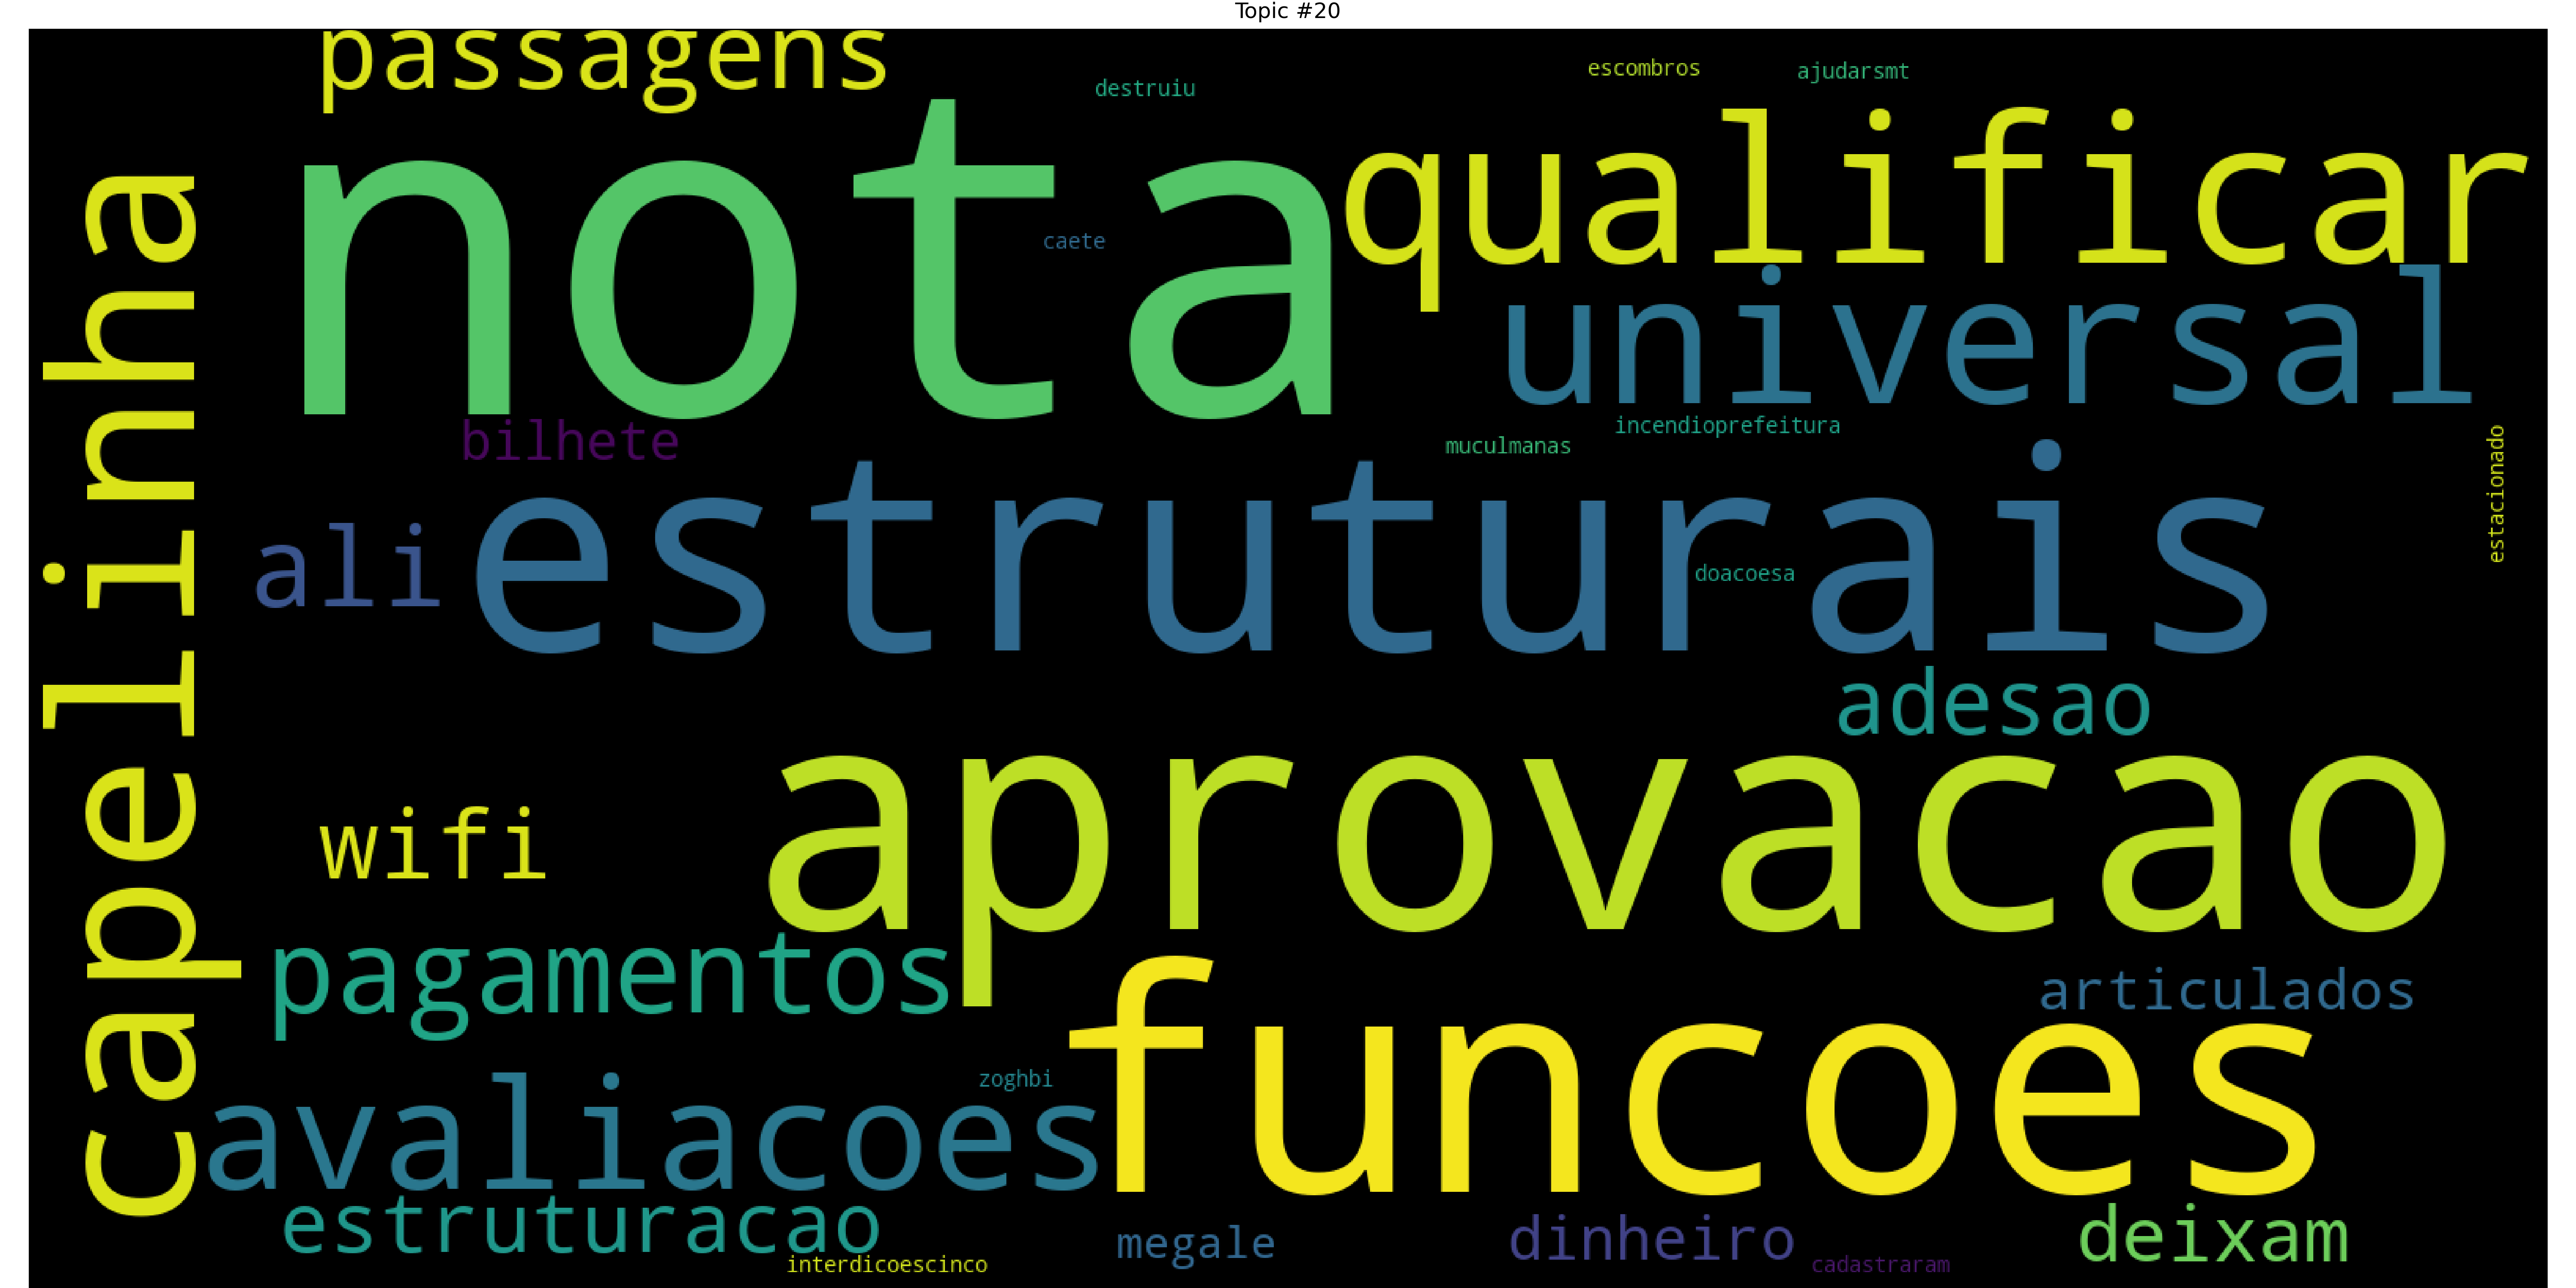 Topic #20
passagens
destruiu
escombros
ajudarsmt
nota
qualificar
caete
universal
capelinha
bilhete
muculmanas
incendioprefeitura
estacionado
ali
estruturais
doacoesa
adesao
wifi
aprovacao
pagamentos
articulados
funcoes
zoghbi
avaliacoes
estruturacao
interdicoescinco
megale
dinheiro
cadastraram
deixam